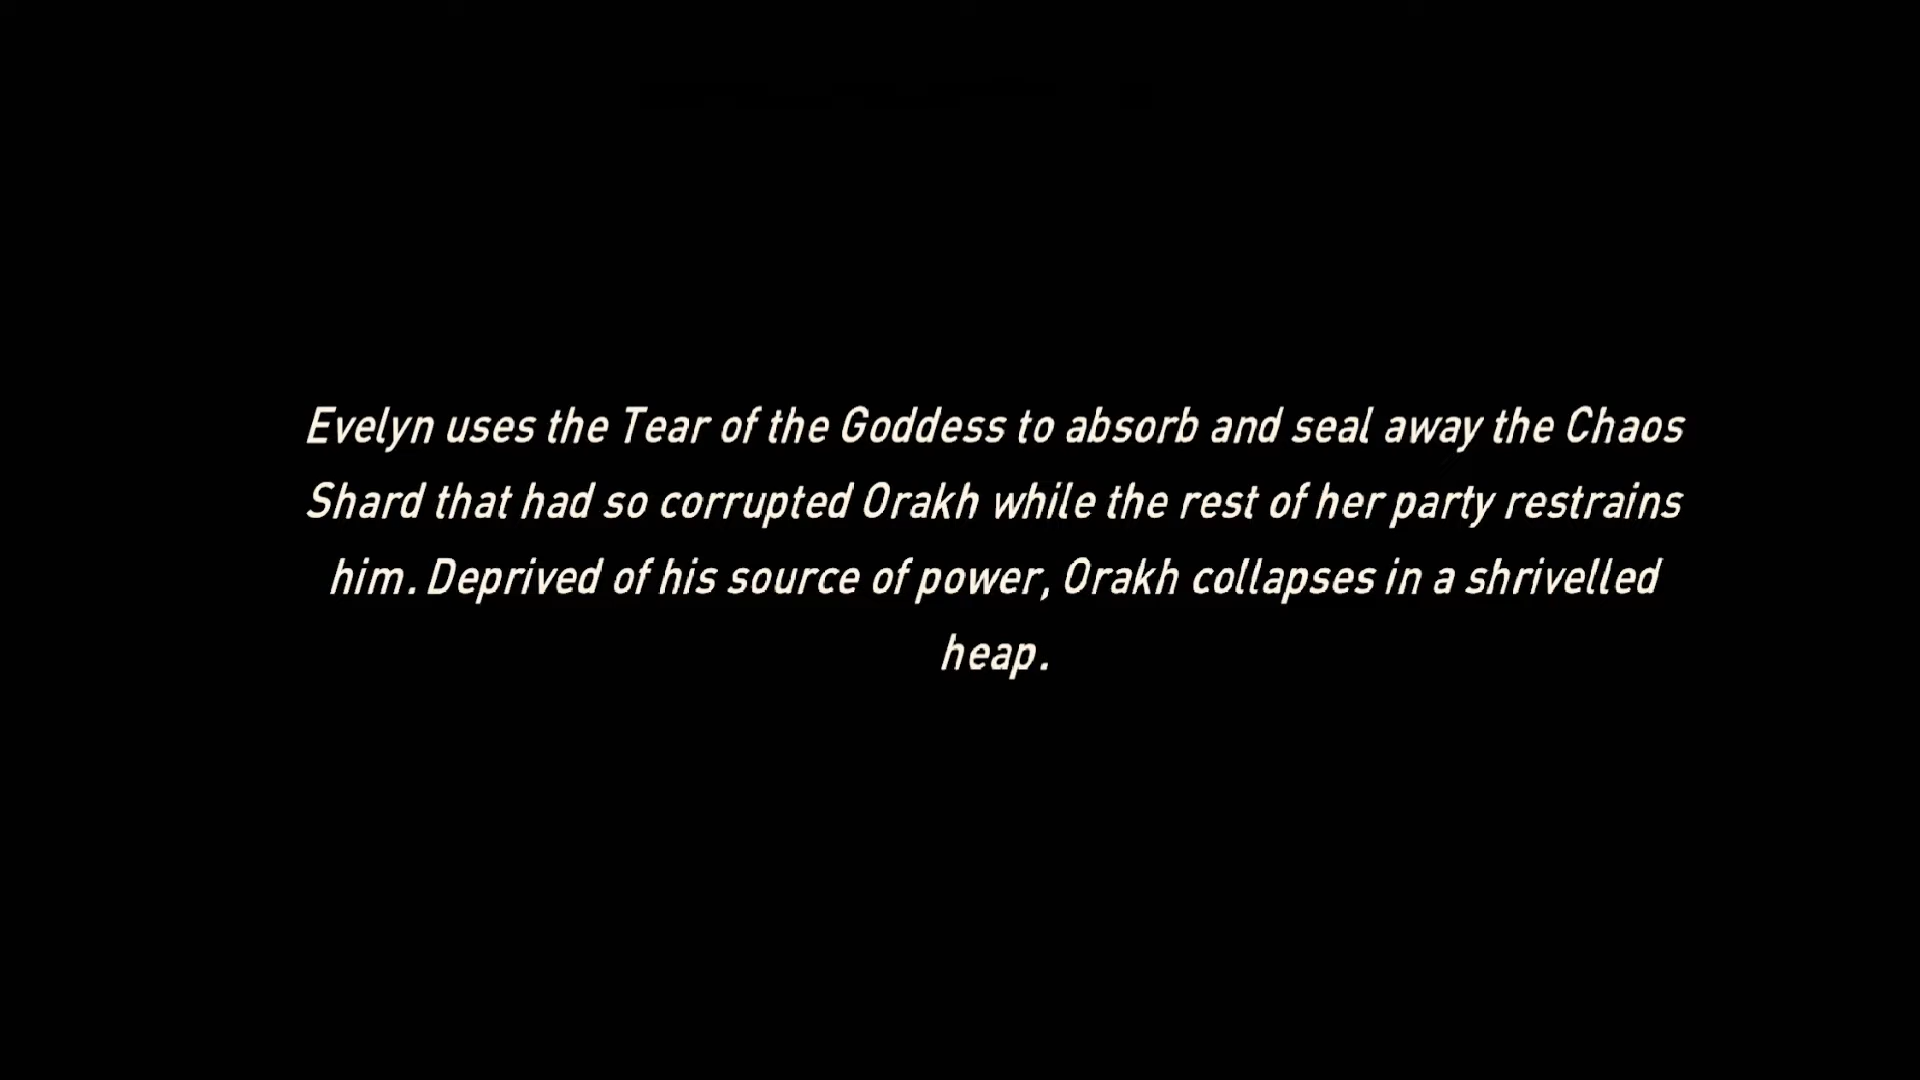 Evelyn uses the Tear of the Goddess to absorb and seal away the Chaos
Shard that had so corrupted Orakh while the rest of her party restrains
him. Deprived of his source of power, Orakh collapses in a shrivelled
heap.